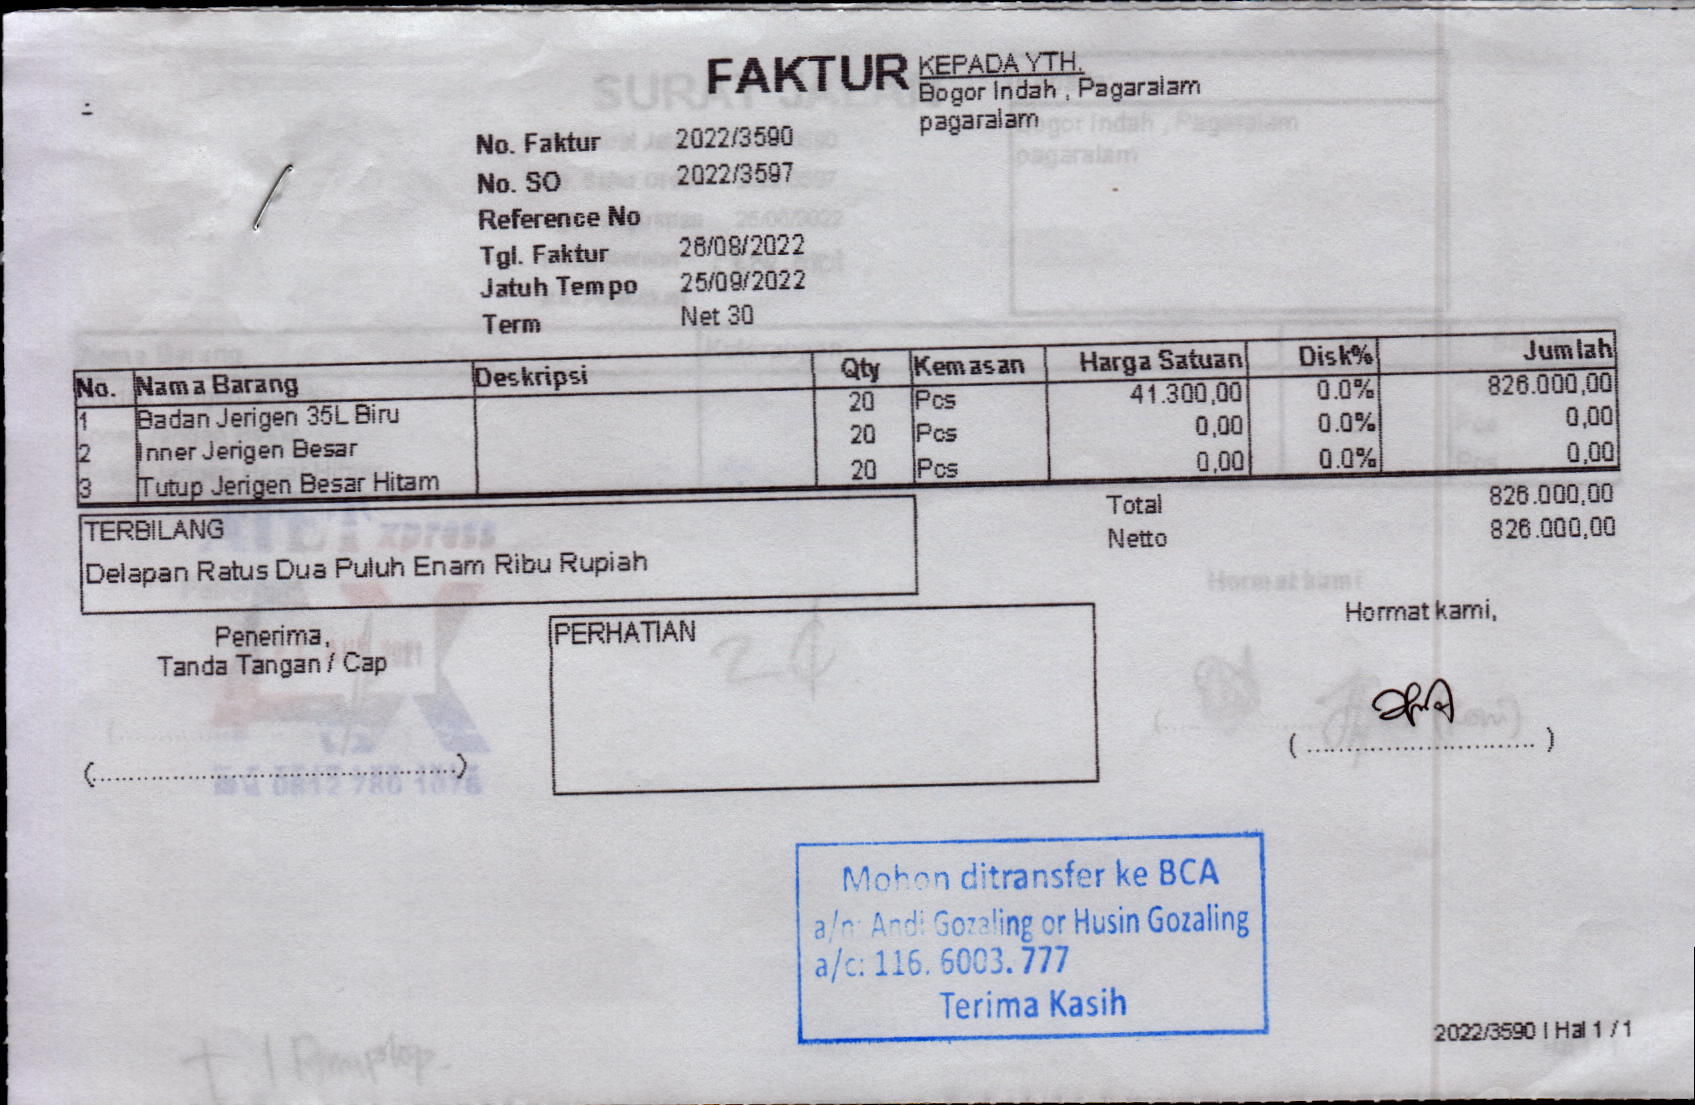 FAKTUR
KEPADA YTH.
Bogor Indah , Pagaralam
pagaralam
No. Faktur 2022/3590
No. SO 2022/3597
Reference No
Tgl. Faktur 26/08/2022
Jatuh Tempo 25/09/2022
Term Net 30
No. Nama Barang Deskripsi Qty Kemasan Harga Satuan Disk% Jumlah
1 Badan Jerigen 35L Biru 20 Pcs 41.300,00 0.0% 826.000,00
2 Inner Jerigen Besar 20 Pcs 0,00 0.0% 0,00
3 Tutup Jerigen Besar Hitam 20 Pcs 0,00 0.0% 0,00
Total 826.000,00
Netto 826.000,00
TERBILANG
Delapan Ratus Dua Puluh Enam Ribu Rupiah
Penerima,
Tanda Tangan / Cap
PERHATIAN
Hormat kami,
Mohon ditransfer ke BCA
a/n: Andi Gozaling or Husin Gozaling
a/c: 116. 6003. 777
Terima Kasih
2022/3590 | Hal 1 / 1